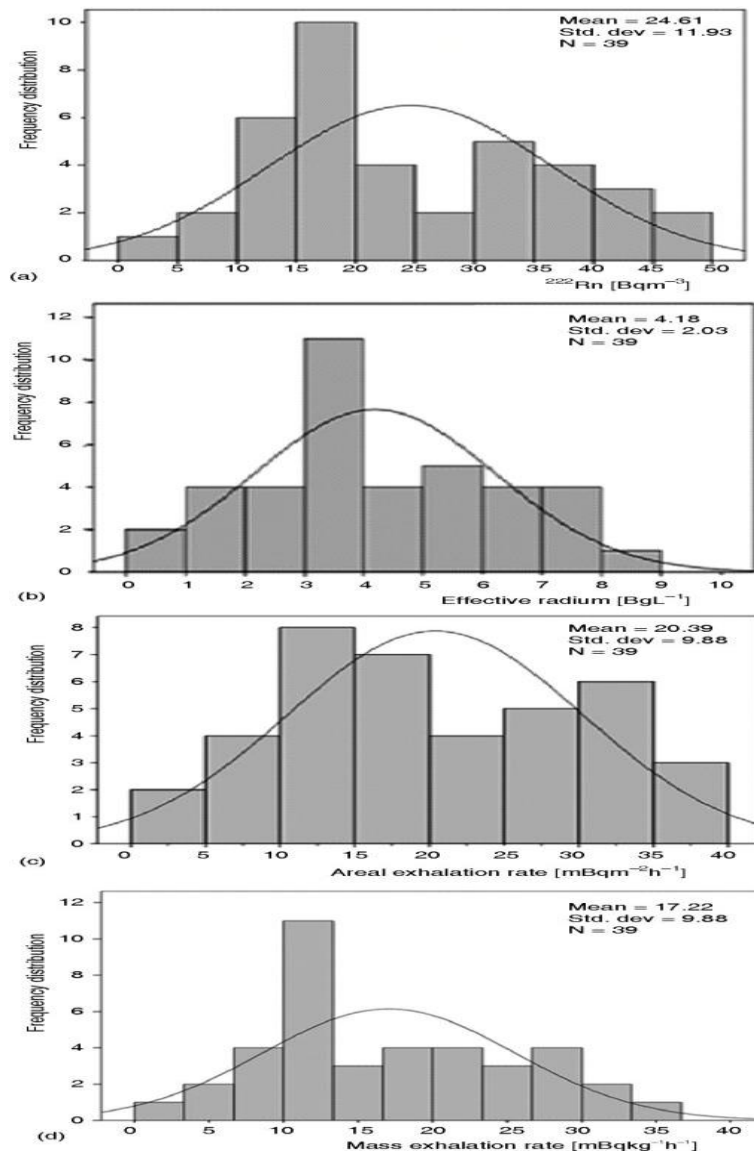 Mean = 24.61
Std. dev = 11.93
N = 39
Frequency distribution
10
8
6
4
2
0
0 5 10 15 20 25 30 35 40 45 50
(a)
²²²Rn [Bqm⁻³]
Mean = 4.18
Std. dev = 2.03
N = 39
Frequency distribution
12
10
8
6
4
2
0
0 1 2 3 4 5 6 7 8 9 10
(b)
Effective radium [BgL⁻¹]
Mean = 20.39
Std. dev = 9.88
N = 39
Frequency distribution
8
7
6
5
4
3
2
1
0
0 5 10 15 20 25 30 35 40
(c)
Areal exhalation rate [mBqm⁻²h⁻¹]
Mean = 17.22
Std. dev = 9.88
N = 39
Frequency distribution
12
10
8
6
4
2
0
0 5 10 15 20 25 30 35 40
(d)
Mass exhalation rate [mBqkg⁻¹h⁻¹]